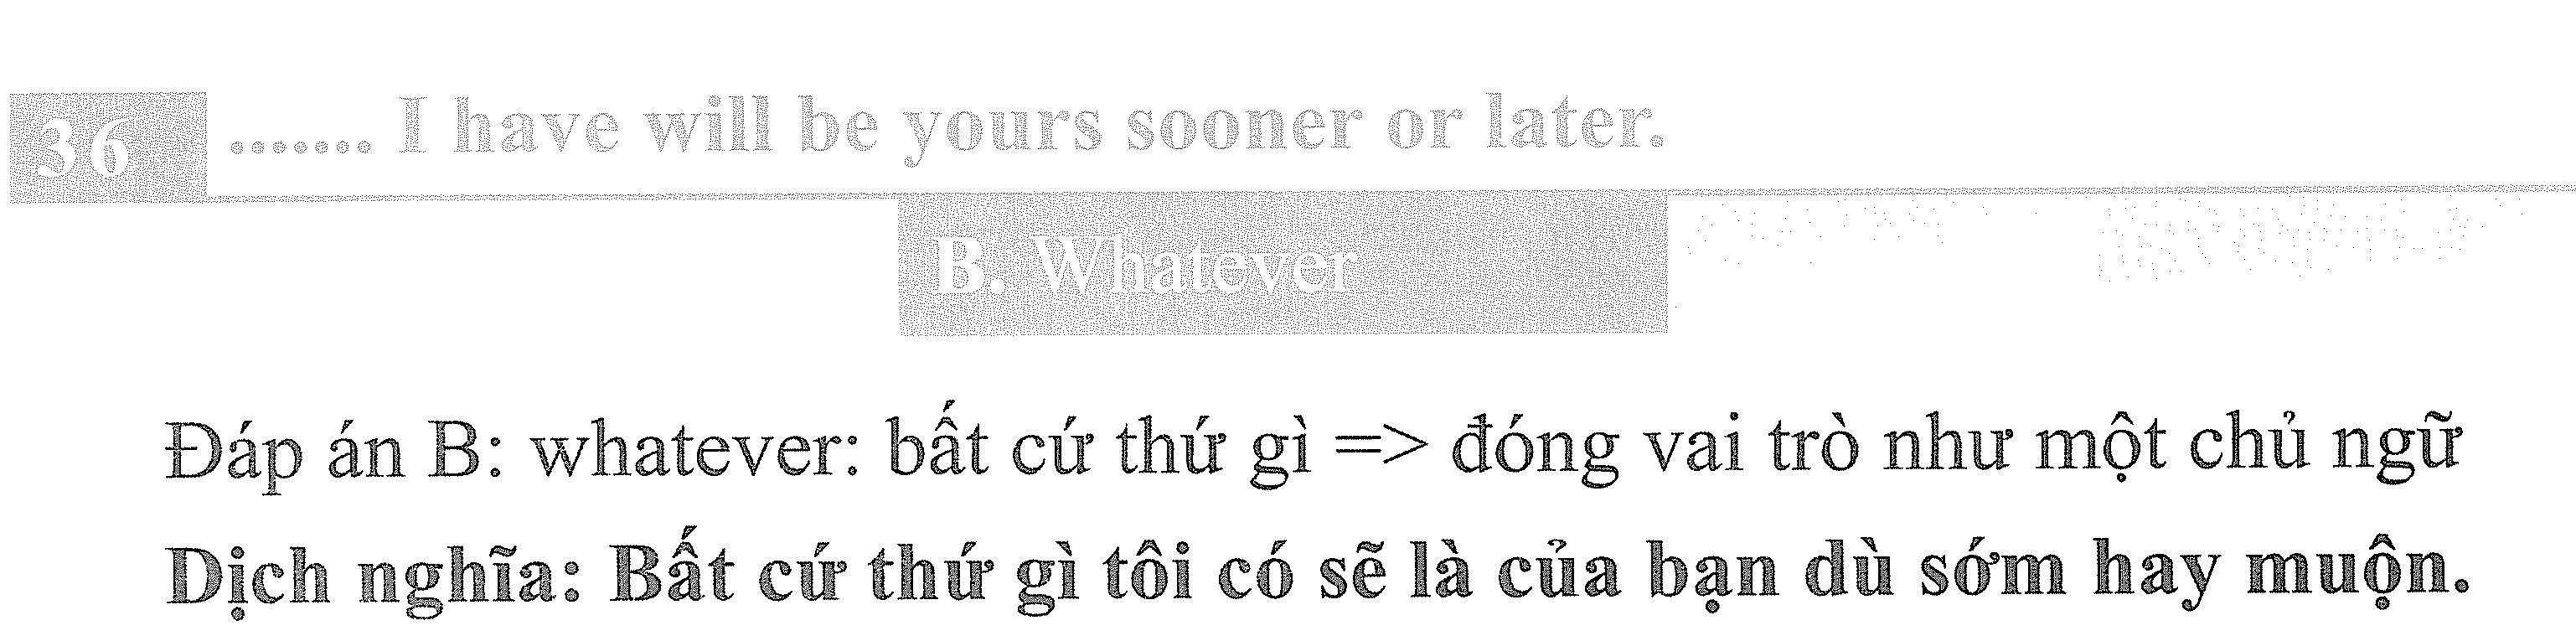 36 ....... I have will be yours sooner or later.
B. Whatever
Đáp án B: whatever: bất cứ thứ gì => đóng vai trò như một chủ ngữ
Dịch nghĩa: Bất cứ thứ gì tôi có sẽ là của bạn dù sớm hay muộn.